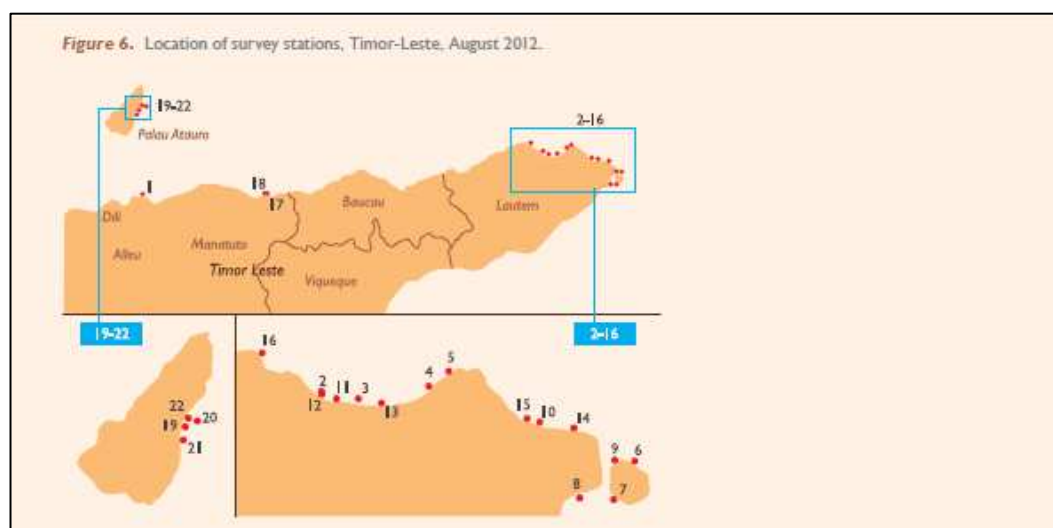 Figure 6. Location of survey stations, Timor-Leste, August 2012.
19-22
Palau Atauro
2-16
1
18
17
Dili
Baucau
Lautem
Manatuto
Aileu
Timor Leste
Viqueque
19-22
2-16
16
5
4
2
11
3
12
13
22
20
19
21
15
10
14
9
6
8
7